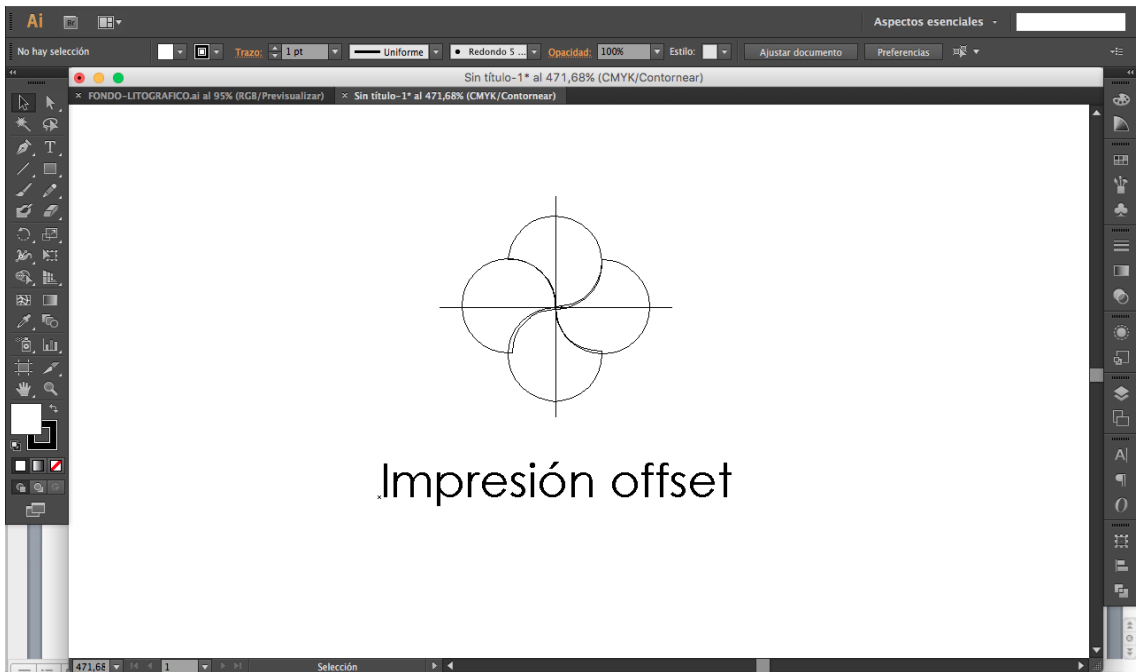 Ai Br Aspectos esenciales
No hay selección Trazo: 1 pt Uniforme Redondo 5 ... Opacidad: 100% Estilo: Ajustar documento Preferencias
Sin título-1* al 471,68% (CMYK/Contornear)
× FONDO-LITOGRAFICO.ai al 95% (RGB/Previsualizar) × Sin título-1* al 471,68% (CMYK/Contornear)
Impresión offset
471,68 1 Selección